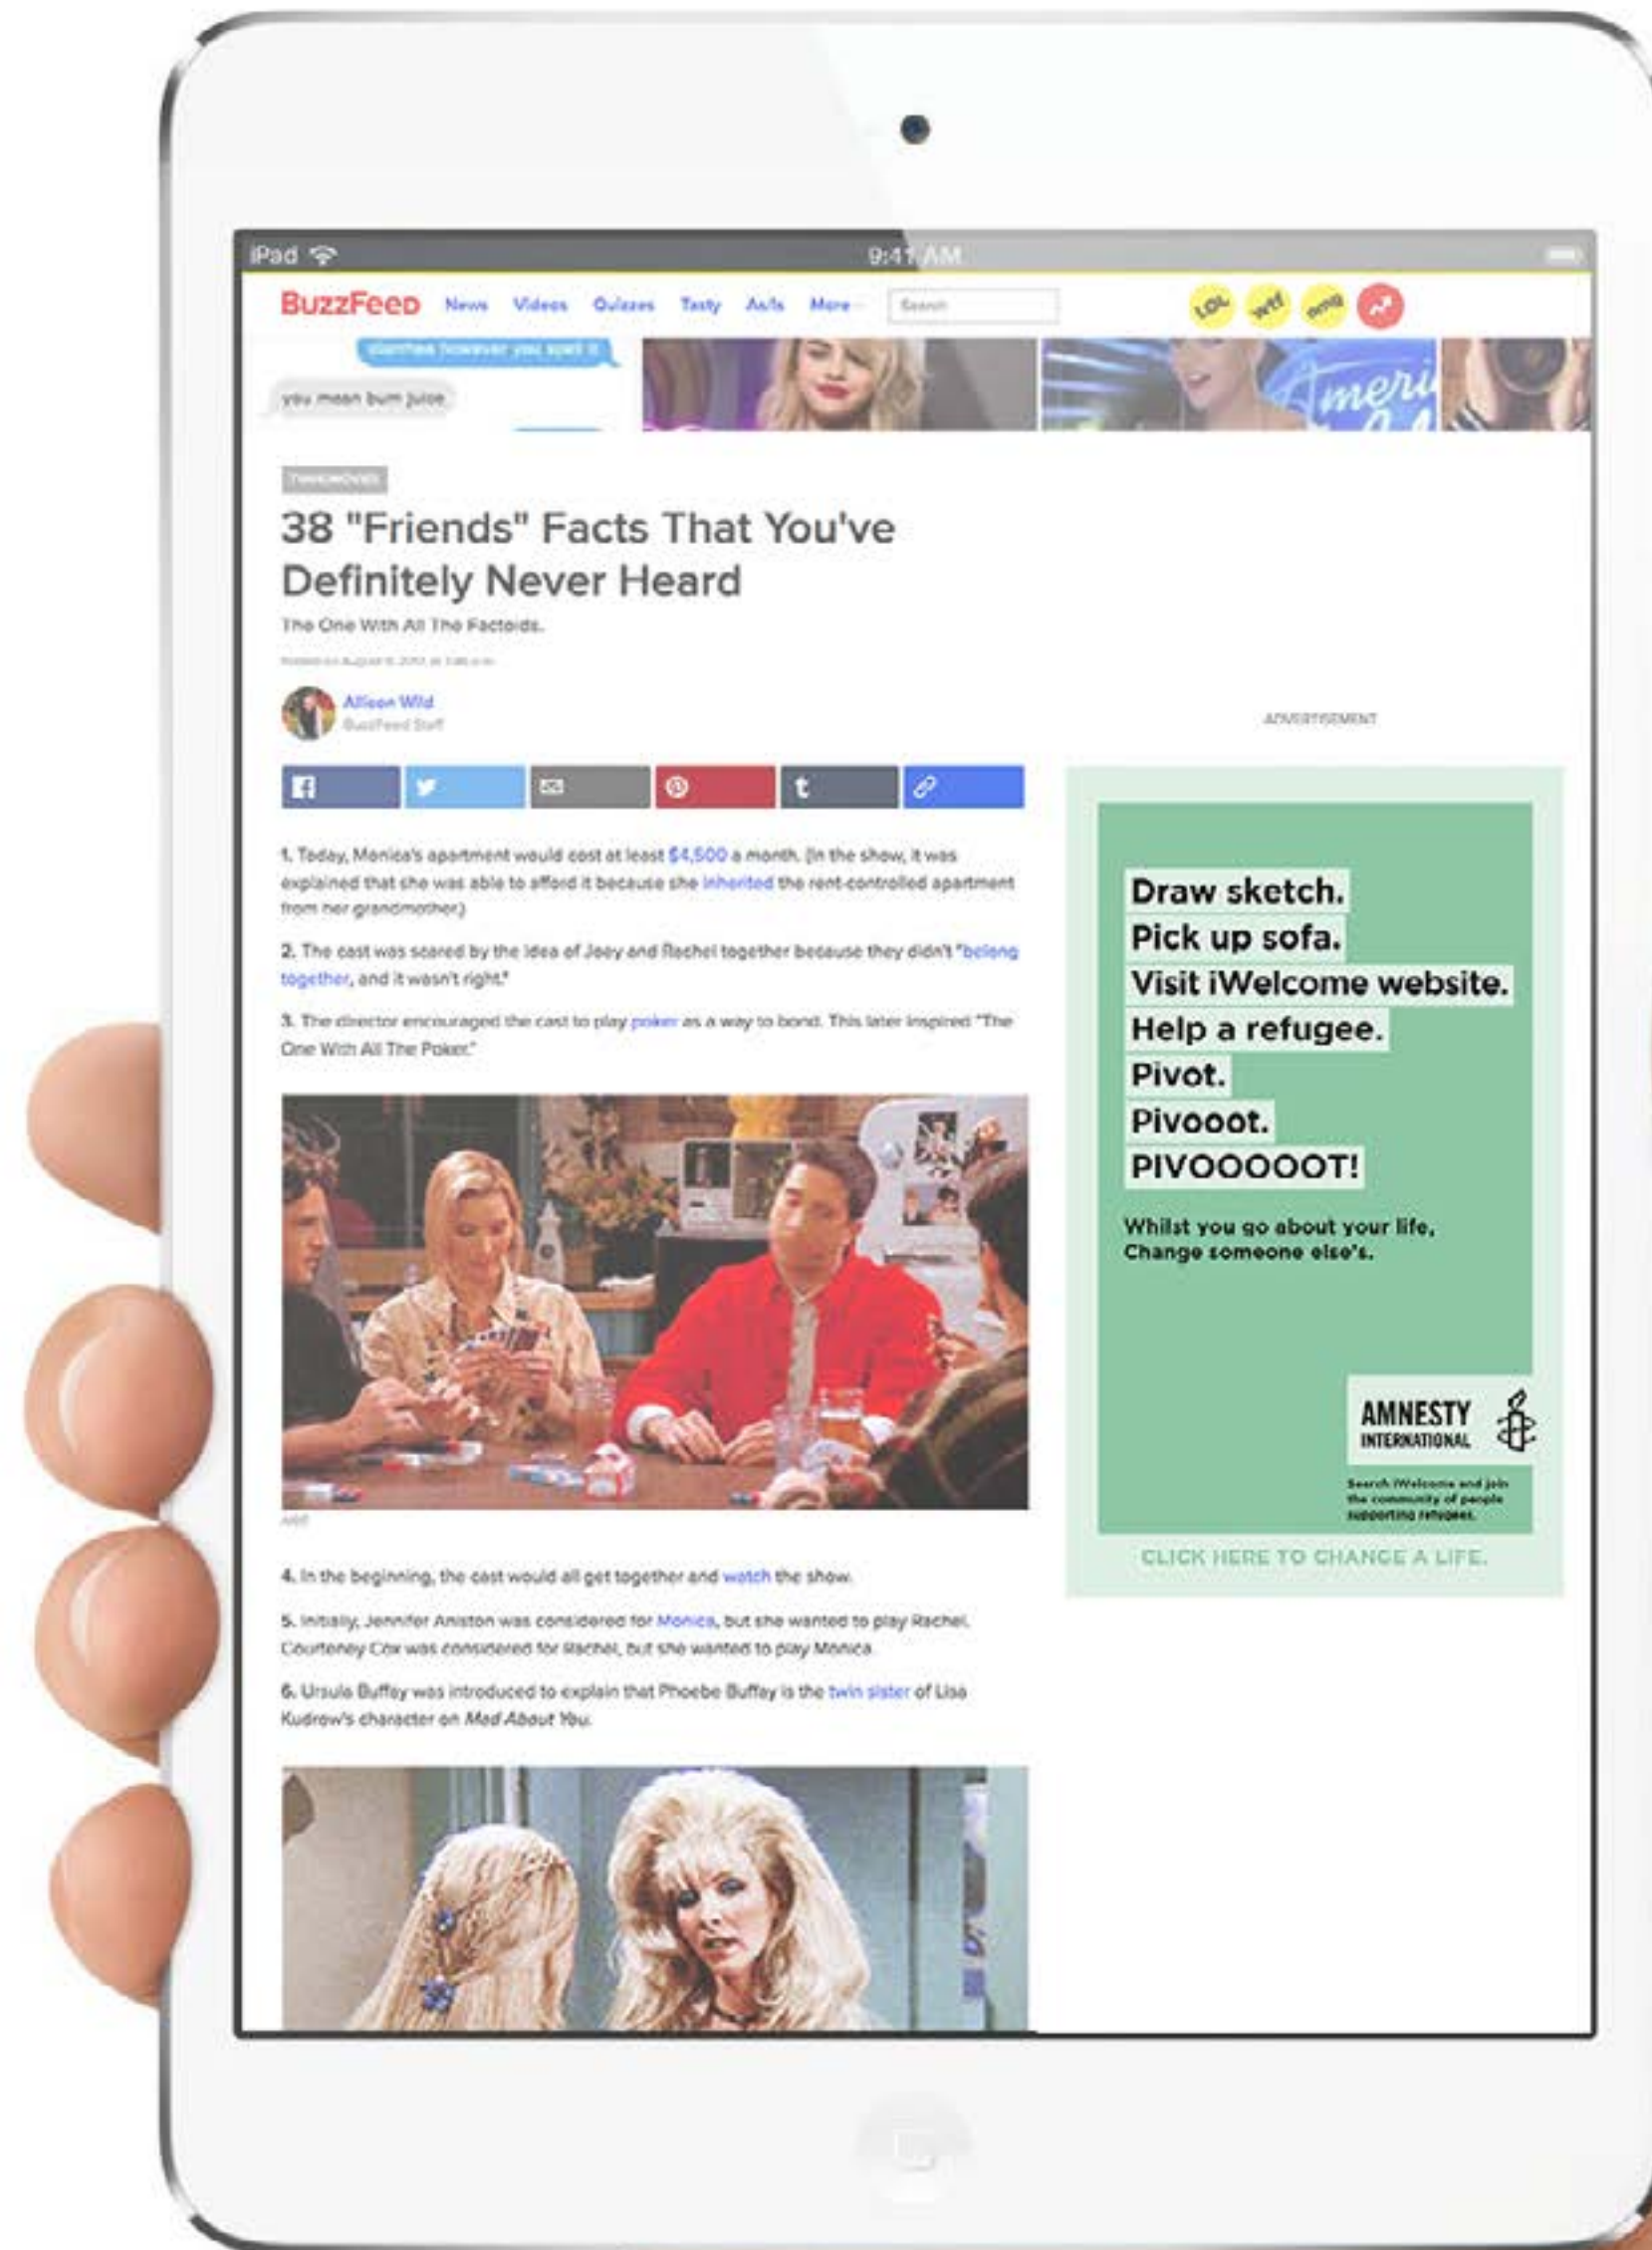 iPad
9:41 AM
BuzzFeed News Videos Quizzes Tasty As/Is More Search
LOL wtf omg
diarrhea however you spell it
you mean bum juice
Ameri
38 "Friends" Facts That You've
Definitely Never Heard
The One With All The Factoids.
Allison Wild
BuzzFeed Staff
1. Today, Monica's apartment would cost at least $4,500 a month. (In the show, it was
explained that she was able to afford it because she inherited the rent-controlled apartment
from her grandmother.)
2. The cast was scared by the idea of Joey and Rachel together because they didn't "belong
together, and it wasn't right."
3. The director encouraged the cast to play poker as a way to bond. This later inspired "The
One With All The Poker."
4. In the beginning, the cast would all get together and watch the show.
5. Initially, Jennifer Aniston was considered for Monica, but she wanted to play Rachel.
Courteney Cox was considered for Rachel, but she wanted to play Monica.
6. Ursula Buffay was introduced to explain that Phoebe Buffay is the twin sister of Lisa
Kudrow's character on Mad About You.
ADVERTISEMENT
Draw sketch.
Pick up sofa.
Visit iWelcome website.
Help a refugee.
Pivot.
Pivooot.
PIVOOOOOT!
Whilst you go about your life,
Change someone else's.
AMNESTY
INTERNATIONAL
Search iWelcome and join
the community of people
supporting refugees.
CLICK HERE TO CHANGE A LIFE.